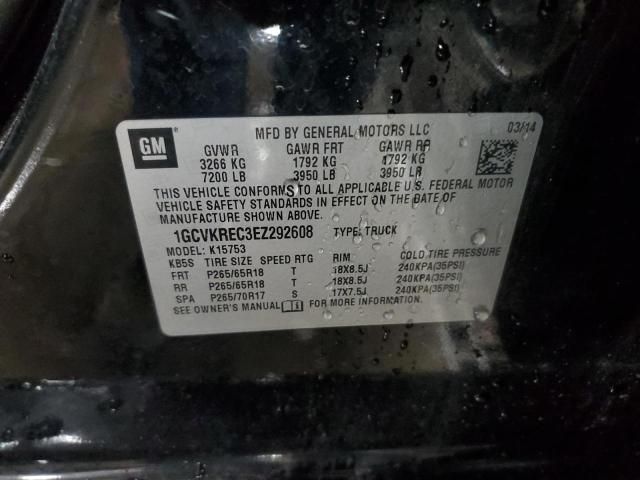 GM
MFD BY GENERAL MOTORS LLC 03/14
GVWR GAWR FRT GAWR RR
3266 KG 1792 KG 1792 KG
7200 LB 3950 LB 3950 LB
THIS VEHICLE CONFORMS TO ALL APPLICABLE U.S. FEDERAL MOTOR
VEHICLE SAFETY STANDARDS IN EFFECT ON THE DATE OF
MANUFACTURE SHOWN ABOVE.
1GCVKREC3EZ292608 TYPE: TRUCK
MODEL: K15753
KB5S TIRE SIZE SPEED RTG RIM COLD TIRE PRESSURE
FRT P265/65R18 T 18X8.5J 240KPA(35PSI)
RR P265/65R18 T 18X8.5J 240KPA(35PSI)
SPA P265/70R17 S 17X7.5J 240KPA(35PSI)
SEE OWNER'S MANUAL FOR MORE INFORMATION.